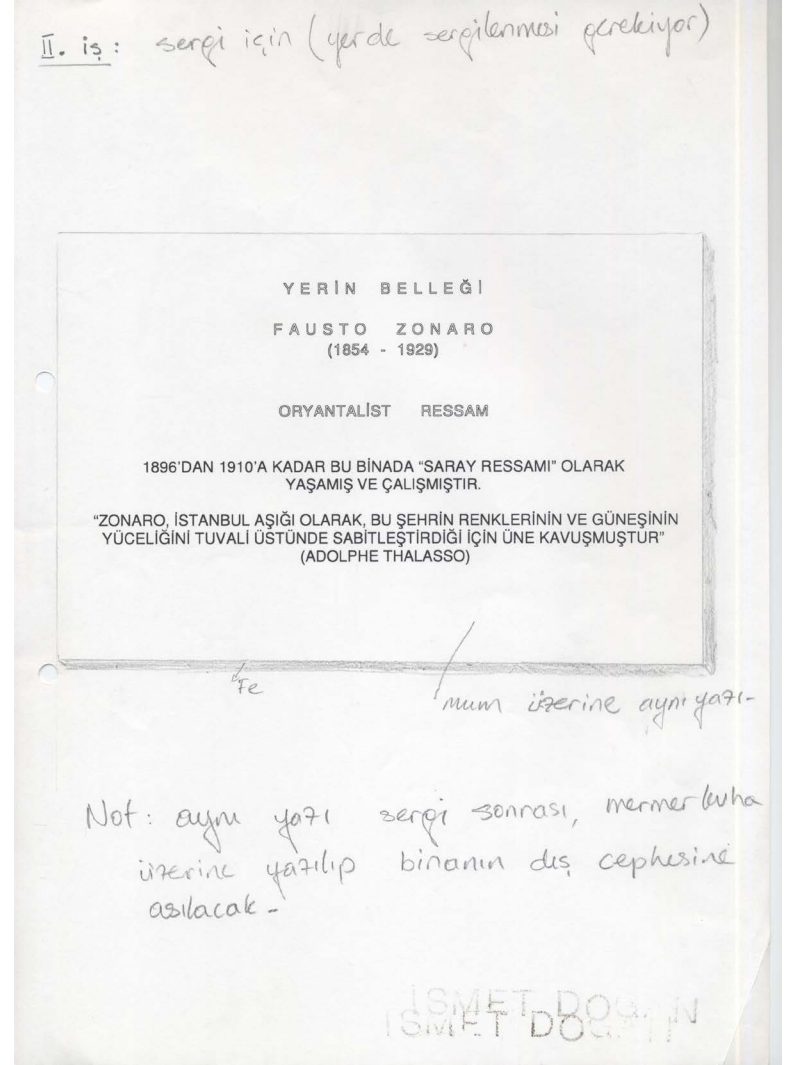 II. iş: sergi için (yerde sergilenmesi gerekiyor)
YERİN BELLEĞİ
FAUSTO ZONARO
(1854 - 1929)
ORYANTALİST RESSAM
1896'DAN 1910'A KADAR BU BİNADA "SARAY RESSAMI" OLARAK
YAŞAMIŞ VE ÇALIŞMIŞTIR.
"ZONARO, İSTANBUL AŞIĞI OLARAK, BU ŞEHRİN RENKLERİNİN VE GÜNEŞİNİN
YÜCELİĞİNİ TUVALİ ÜSTÜNDE SABİTLEŞTİRDİĞİ İÇİN ÜNE KAVUŞMUŞTUR"
(ADOLPHE THALASSO)
Fe
mum üzerine aynı yazı-
Not: aynı yazı sergi sonrası, mermer levha
üzerine yazılıp binanın dış cephesine
asılacak-
İSMET DOĞAN
İSMET DOĞAN